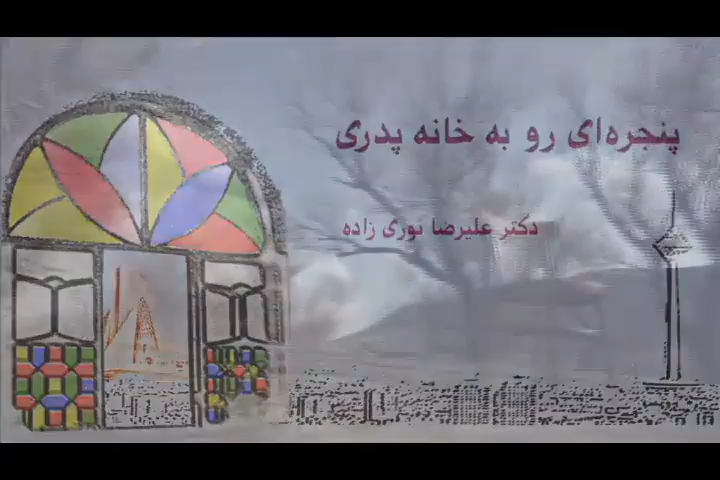 پنجره‌ای رو به خانه پدری
دکتر علیرضا نوری زاده